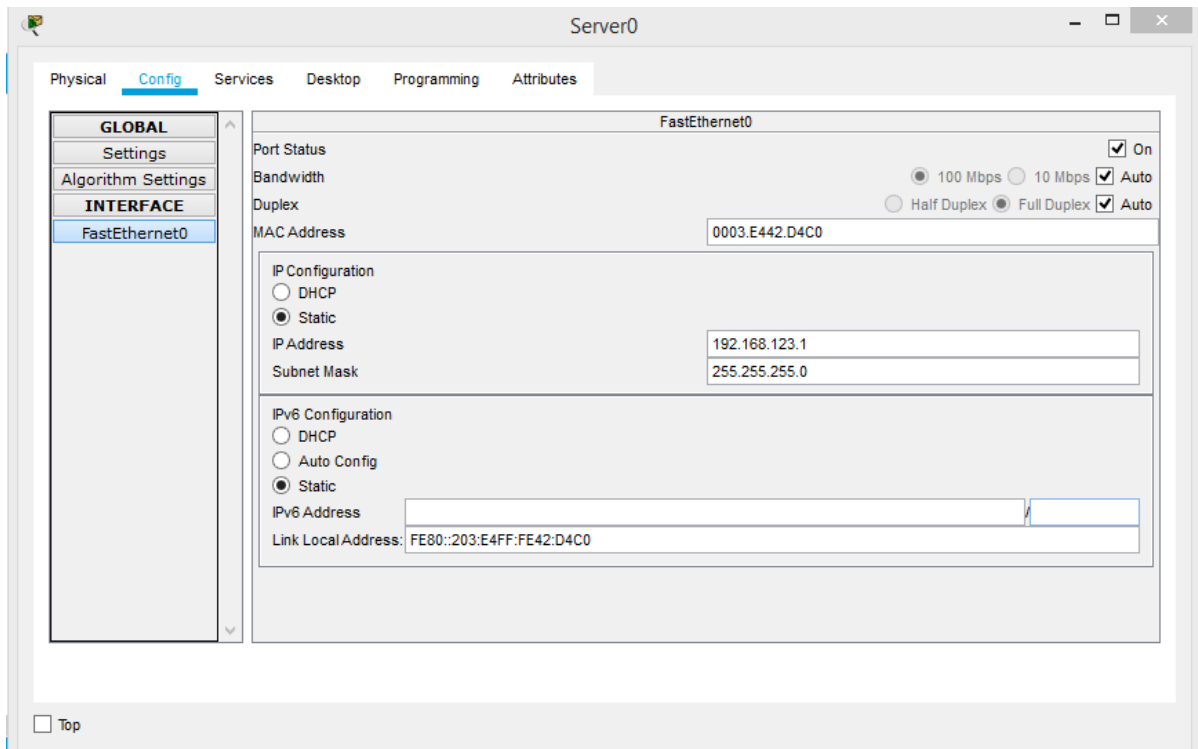 Server0
Physical Config Services Desktop Programming Attributes
GLOBAL
Settings
Algorithm Settings
INTERFACE
FastEthernet0
FastEthernet0
Port Status On
Bandwidth 100 Mbps 10 Mbps Auto
Duplex Half Duplex Full Duplex Auto
MAC Address 0003.E442.D4C0
IP Configuration
DHCP
Static
IP Address 192.168.123.1
Subnet Mask 255.255.255.0
IPv6 Configuration
DHCP
Auto Config
Static
IPv6 Address /
Link Local Address: FE80::203:E4FF:FE42:D4C0
Top